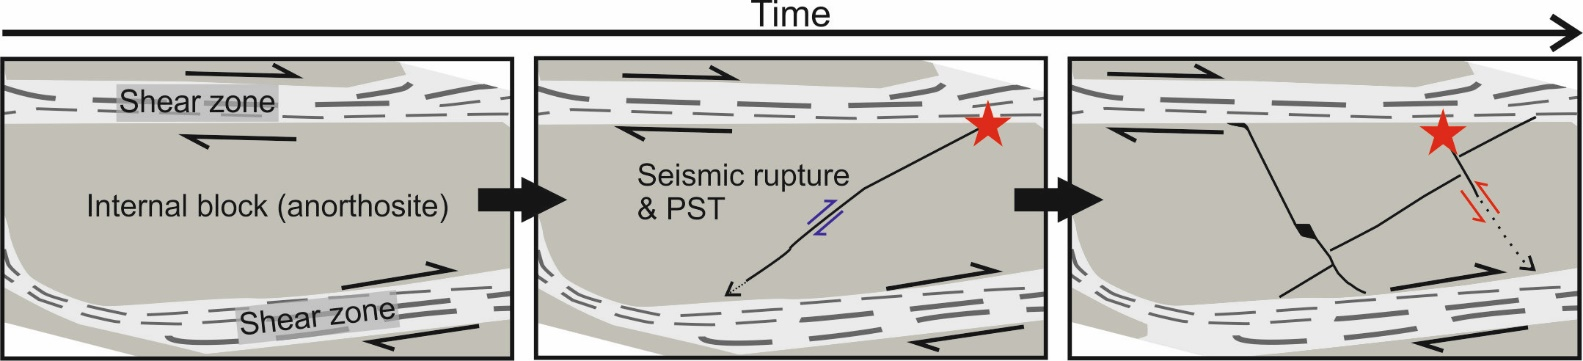 Time
Shear zone
Internal block (anorthosite)
Shear zone
Seismic rupture
& PST